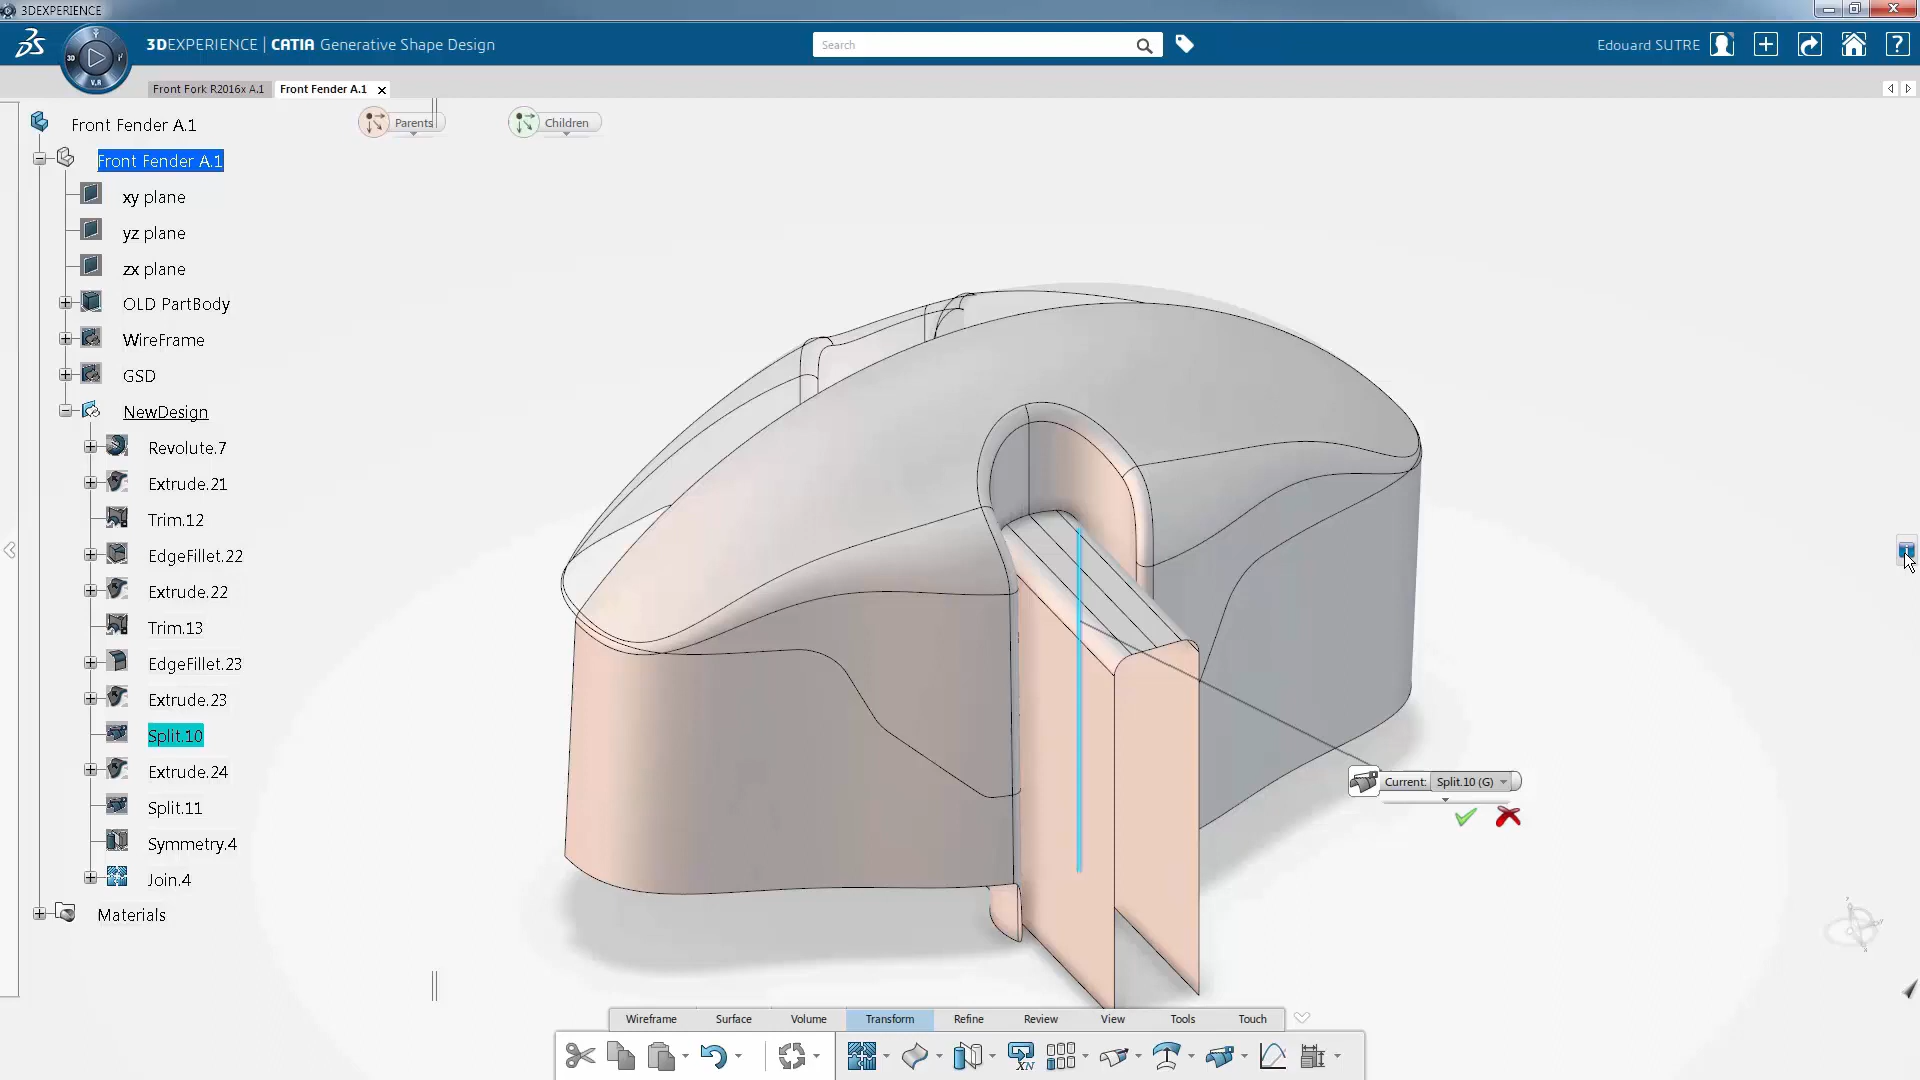 3DEXPERIENCE
3DEXPERIENCE | CATIA Generative Shape Design
Search
Edouard SUTRE
3D
V.R
Front Fork R2016x A.1
Front Fender A.1
Parents
Children
Front Fender A.1
Front Fender A.1
xy plane
yz plane
zx plane
OLD PartBody
WireFrame
GSD
NewDesign
Revolute.7
Extrude.21
Trim.12
EdgeFillet.22
Extrude.22
Trim.13
EdgeFillet.23
Extrude.23
Split.10
Extrude.24
Split.11
Symmetry.4
Join.4
Materials
Current: Split.10 (G)
Wireframe Surface Volume Transform Refine Review View Tools Touch
XN